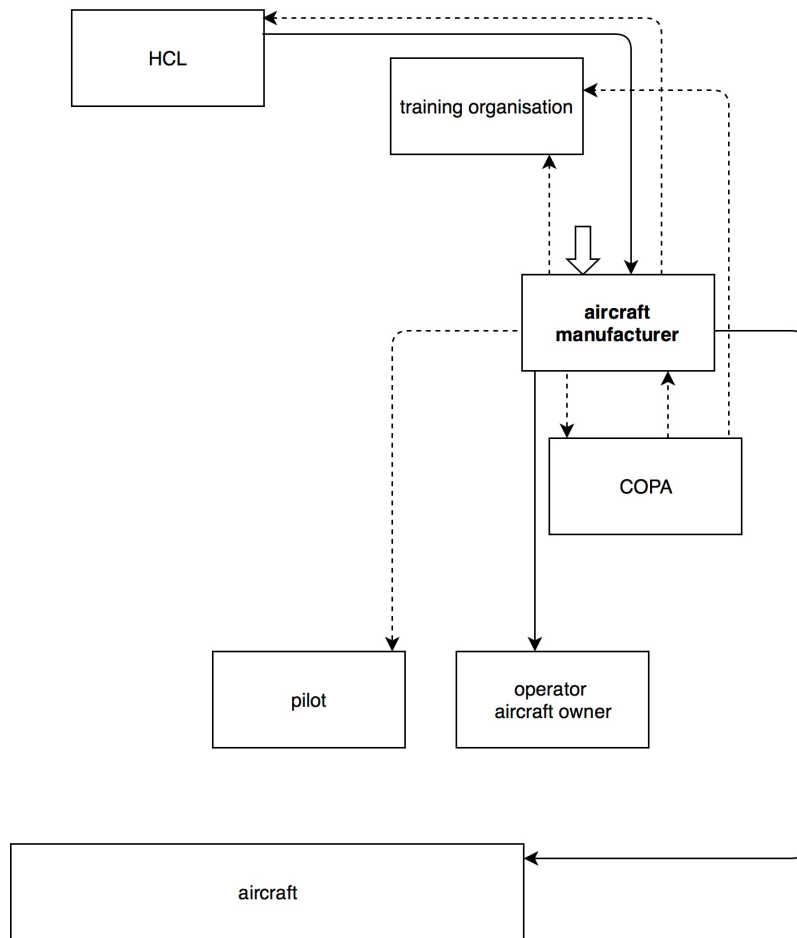 HCL
training organisation
aircraft
manufacturer
COPA
pilot
operator
aircraft owner
aircraft